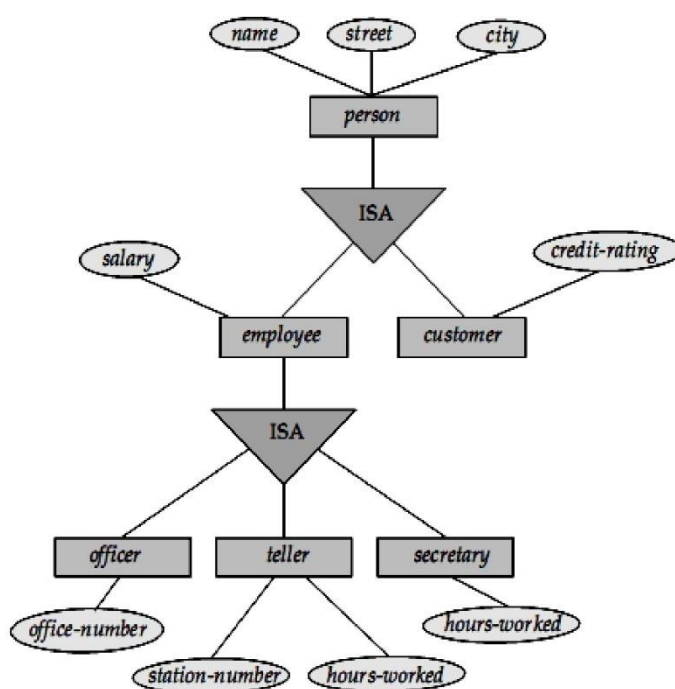 name
street
city
person
ISA
salary
credit-rating
employee
customer
ISA
officer
teller
secretary
office-number
hours-worked
station-number
hours-worked